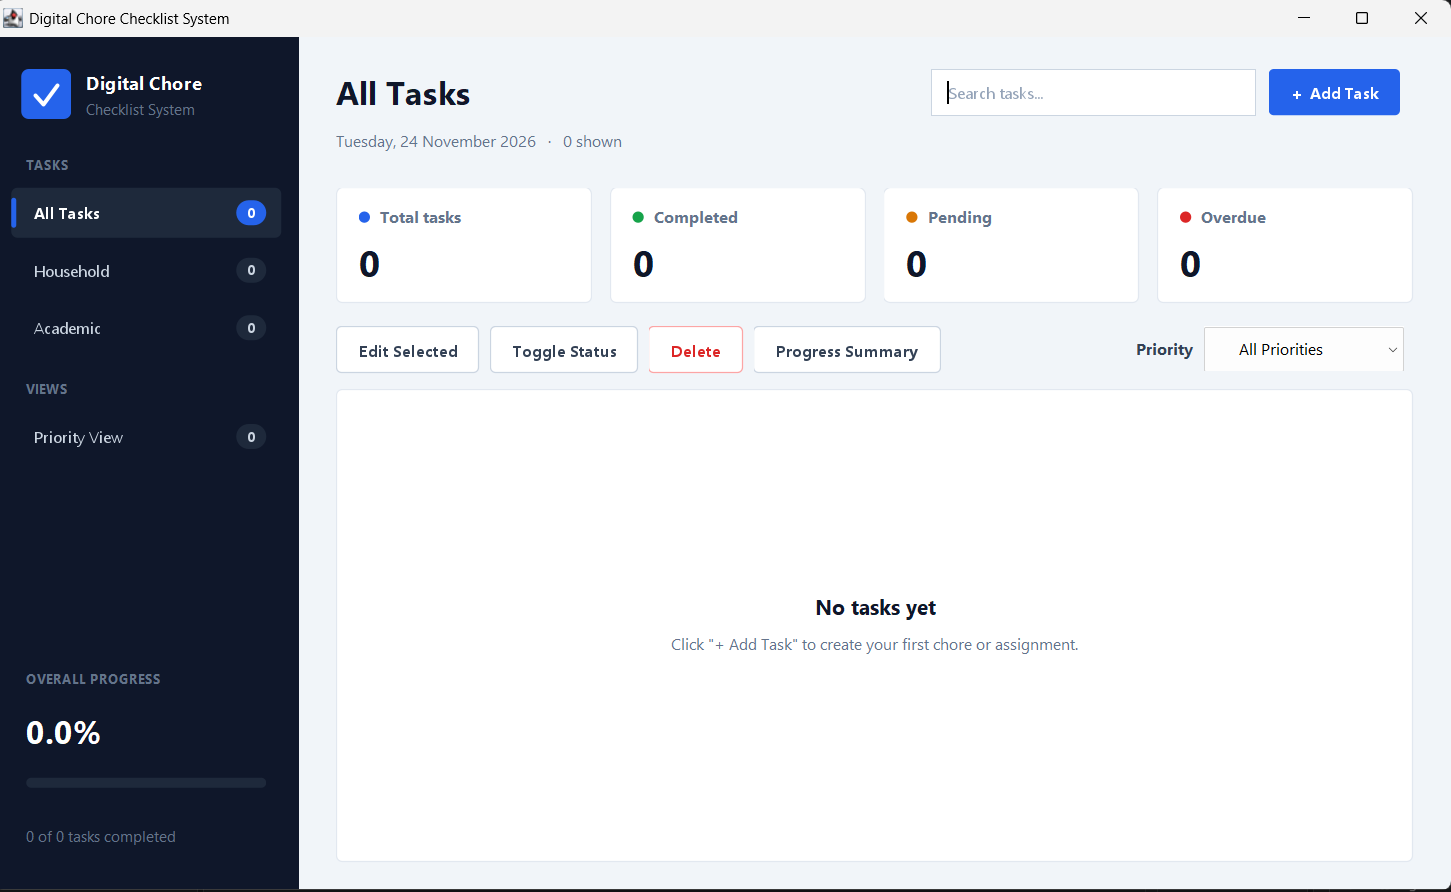 Digital Chore Checklist System
Digital Chore
Checklist System
TASKS
All Tasks 0
Household 0
Academic 0
VIEWS
Priority View 0
OVERALL PROGRESS
0.0%
0 of 0 tasks completed
All Tasks
Search tasks...
+ Add Task
Tuesday, 24 November 2026 · 0 shown
Total tasks
0
Completed
0
Pending
0
Overdue
0
Edit Selected
Toggle Status
Delete
Progress Summary
Priority
All Priorities
No tasks yet
Click "+ Add Task" to create your first chore or assignment.